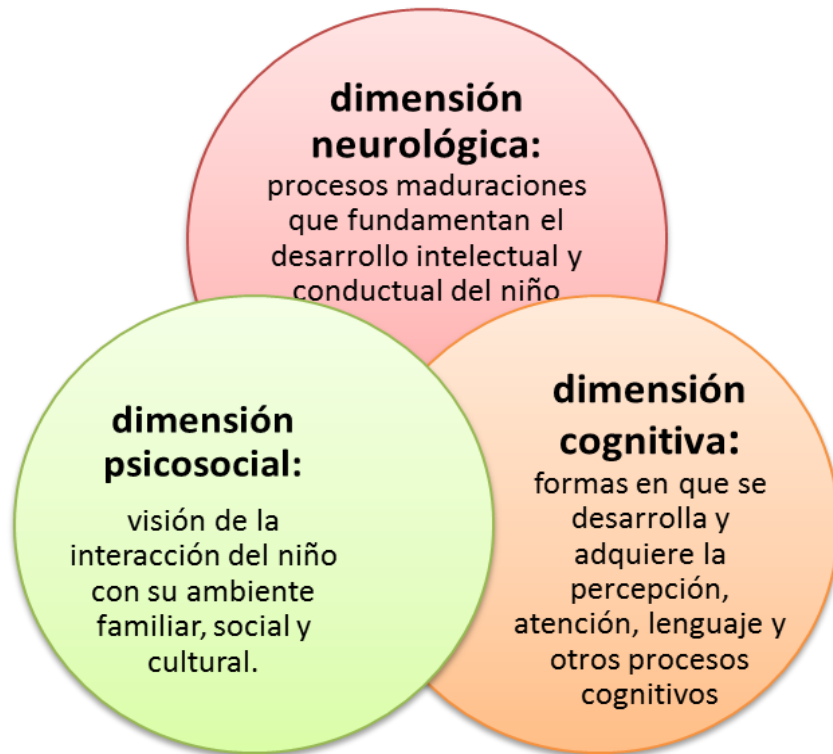 dimensión
neurológica:
procesos maduraciones
que fundamentan el
desarrollo intelectual y
conductual del niño
dimensión
psicosocial:
visión de la
interacción del niño
con su ambiente
familiar, social y
cultural.
dimensión
cognitiva:
formas en que se
desarrolla y
adquiere la
percepción,
atención, lenguaje y
otros procesos
cognitivos